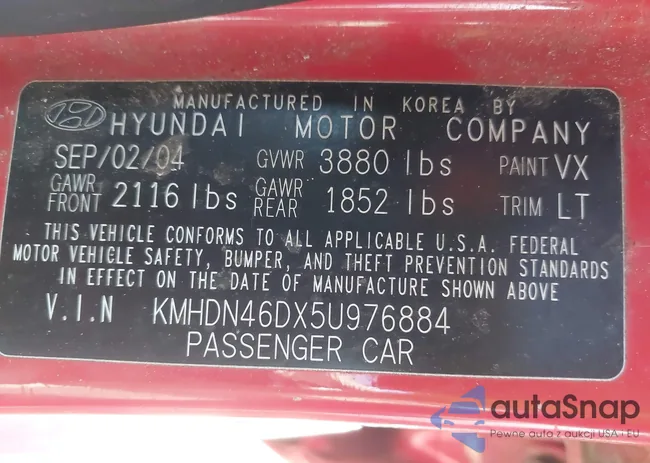 MANUFACTURED IN KOREA BY
HYUNDAI MOTOR COMPANY
SEP/02/04 GVWR 3880 lbs PAINT VX
GAWR FRONT 2116 lbs GAWR REAR 1852 lbs TRIM LT
THIS VEHICLE CONFORMS TO ALL APPLICABLE U.S.A. FEDERAL
MOTOR VEHICLE SAFETY, BUMPER, AND THEFT PREVENTION STANDARDS
IN EFFECT ON THE DATE OF MANUFACTURE SHOWN ABOVE
V.I.N KMHDN46DX5U976884
PASSENGER CAR
autaSnap
Pewne auto z aukcji USA i EU